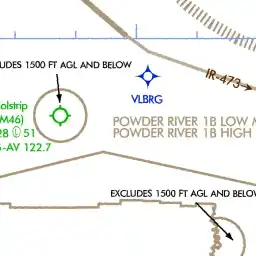 LUDES 1500 FT AGL AND BELOW
IR-473
VLBRG
olstrip
M46)
28 Ⓛ 51
-AV 122.7
POWDER RIVER 1B LOW
POWDER RIVER 1B HIGH
EXCLUDES 1500 FT AGL AND BELOW